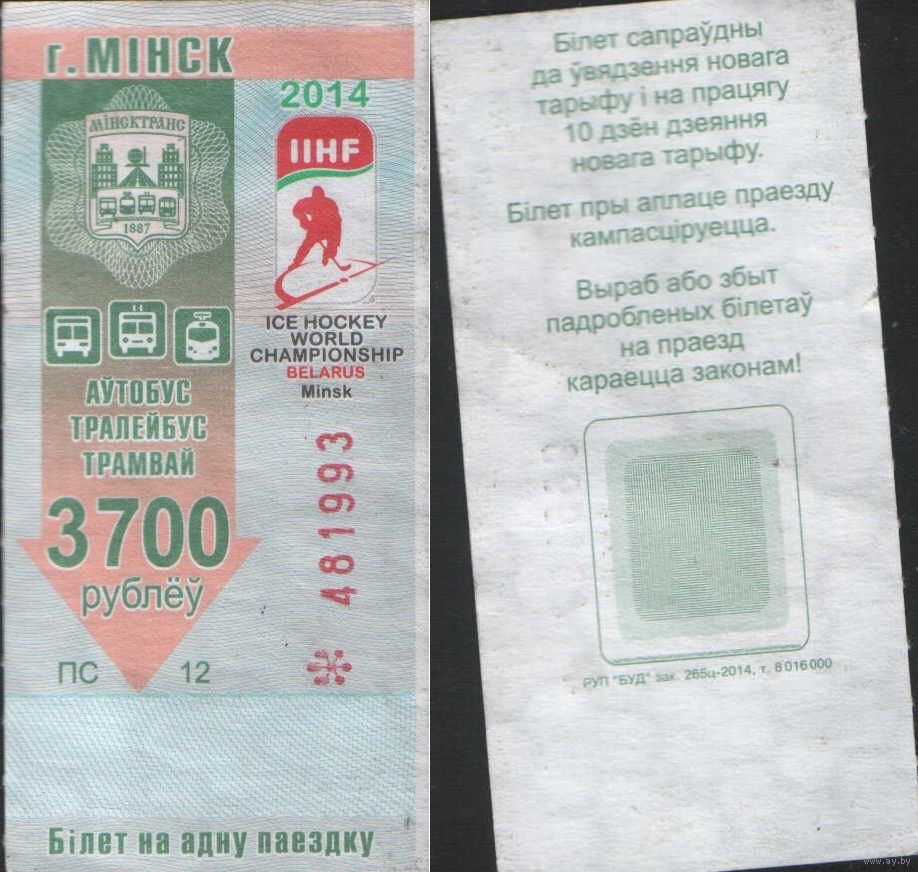 г. МІНСК
2014
МІНСКТРАНС
1887
IIHF
ICE HOCKEY
WORLD
CHAMPIONSHIP
BELARUS
Minsk
АЎТОБУС
ТРАЛЕЙБУС
ТРАМВАЙ
3700
рублёў
481993
ПС 12
Білет на адну паездку
Білет сапраўдны
да ўвядзення новага
тарыфу і на працягу
10 дзён дзеяння
новага тарыфу.
Білет пры аплаце праезду
кампасціруецца.
Выраб або збыт
падробленых білетаў
на праезд
караецца законам!
РУП "БУД" зак. 265ц-2014, т. 8 016 000
www.ay.by